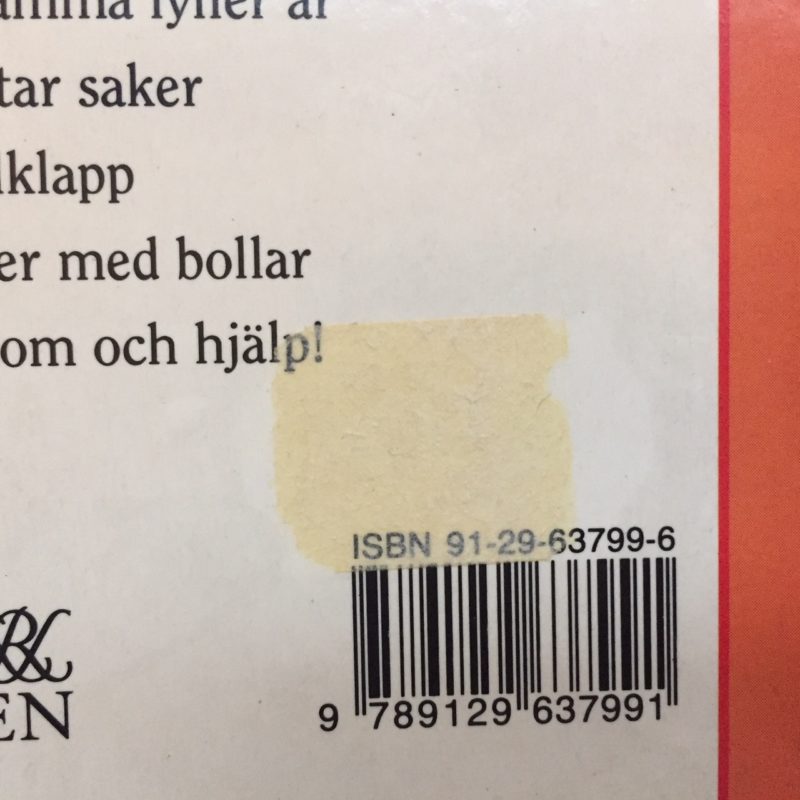 tar saker
klapp
er med bollar
om och hjälp!
ISBN 91-29-63799-6
9 789129 637991
EN